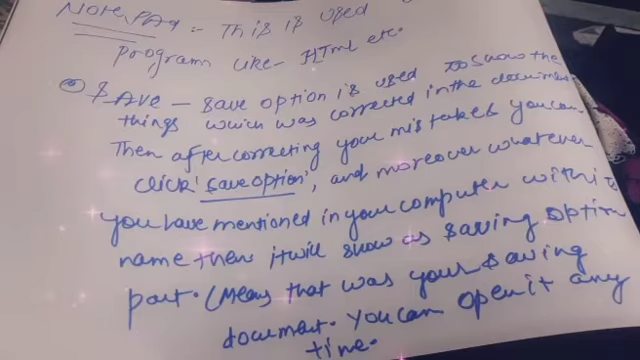 Note PAd :- This is used
program like - HTml etc.
$Ave - Save option is used to show the
things which was corrected in the document
Then after correcting your mistakes you can
click 'save option', and moreover whatever
you have mentioned in your computer within
name then it will show as saving option
part. (Means that was your saving
document. You can open it any
time.